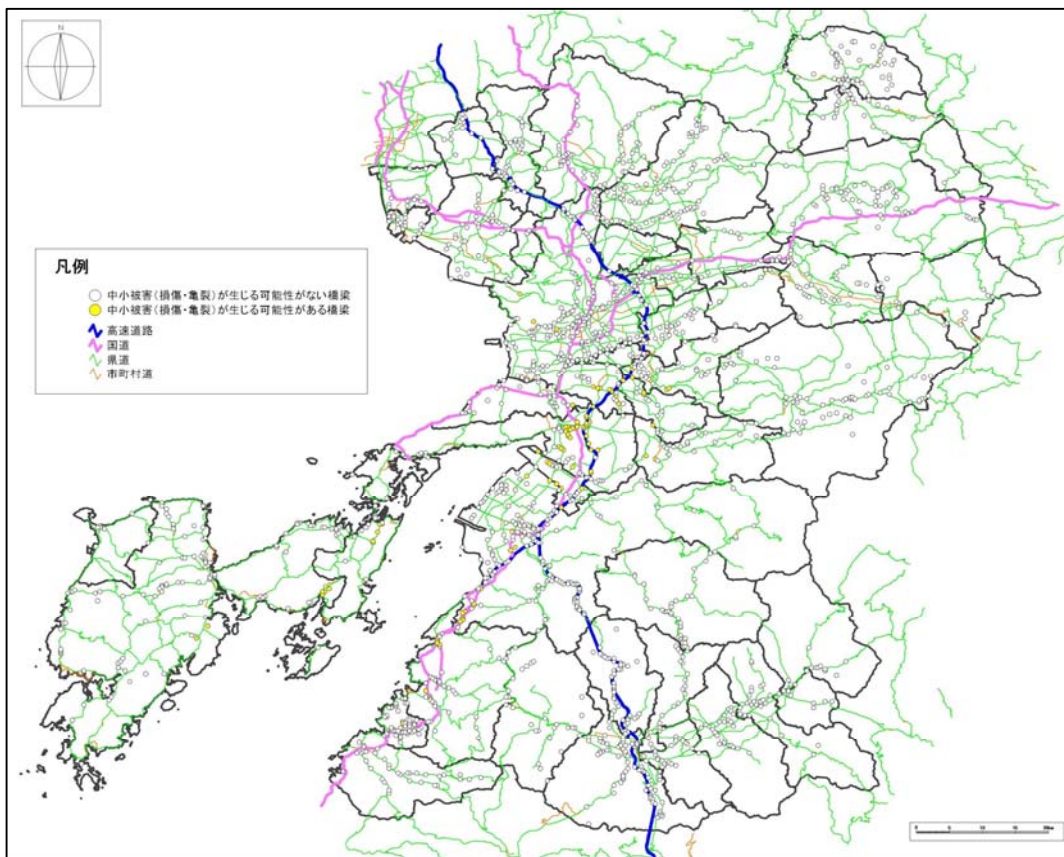 N
凡例
中小被害(損傷・亀裂)が生じる可能性がない橋梁
中小被害(損傷・亀裂)が生じる可能性がある橋梁
高速道路
国道
県道
市町村道